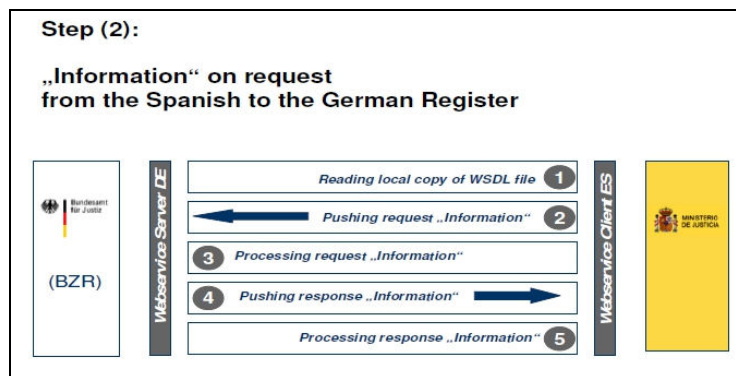 Step (2):
„Information“ on request
from the Spanish to the German Register
Bundesamt
für Justiz
(BZR)
Webservice Server DE
Reading local copy of WSDL file 1
Pushing request „Information“ 2
3 Processing request „Information“
4 Pushing response „Information“
Processing response „Information“ 5
Webservice Client ES
MINISTERIO
DE JUSTICIA